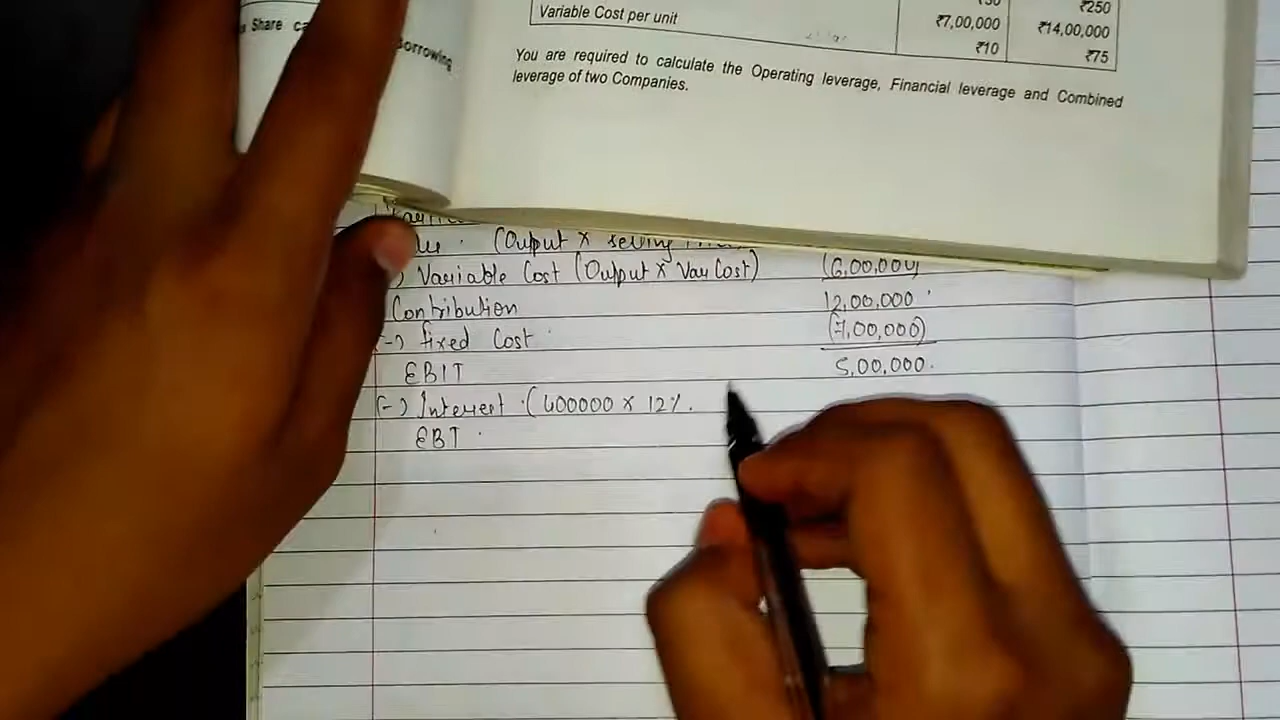 Share
Borrowing
₹250
Variable Cost per unit ₹7,00,000 ₹14,00,000
₹10 ₹75
You are required to calculate the Operating leverage, Financial leverage and Combined
leverage of two Companies.
(Ouput X selling
Variable Cost (Output X Var Cost) (6,00,000)
Contribution 12,00,000
(-) fixed Cost (7,00,000)
EBIT 5,00,000.
(-) Interest (400000 X 12%.
EBT